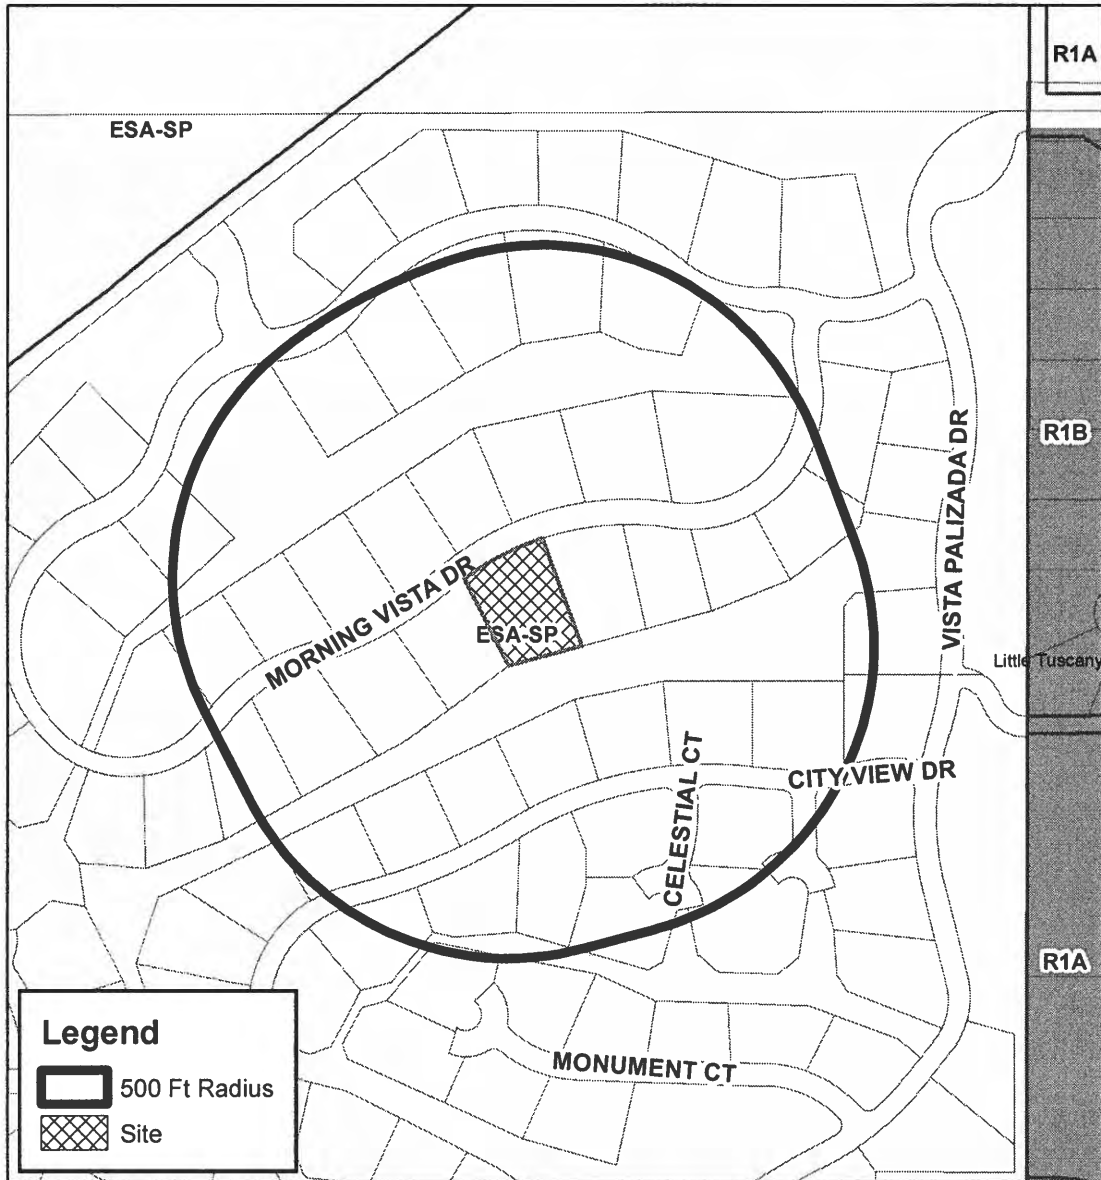 R1A
ESA-SP
R1B
VISTA PALIZADA DR
MORNING VISTA DR
ESA-SP
Little Tuscany
CELESTIAL CT
CITY VIEW DR
R1A
Legend
500 Ft Radius
Site
MONUMENT CT